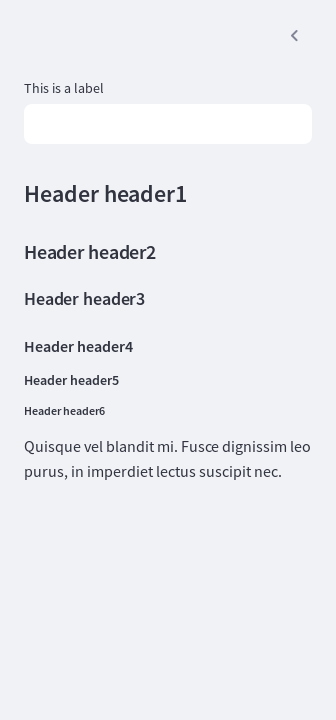 This is a label
Header header1
Header header2
Header header3
Header header4
Header header5
Header header6
Quisque vel blandit mi. Fusce dignissim leo
purus, in imperdiet lectus suscipit nec.